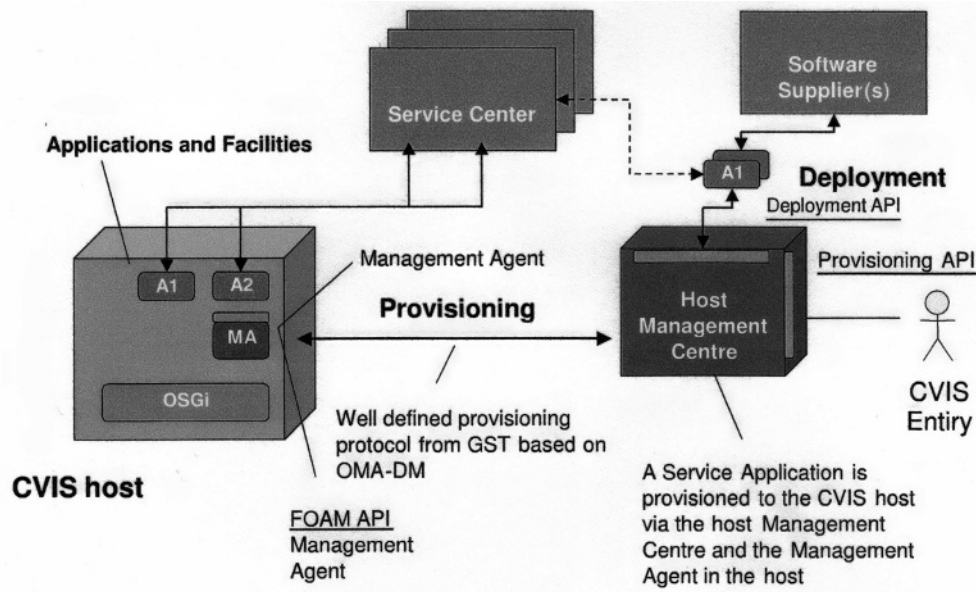 Service Center
Software
Supplier(s)
Applications and Facilities
A1
Deployment
Deployment API
A1
A2
Management Agent
Provisioning API
MA
Provisioning
Host
Management
Centre
OSGi
CVIS
Entiry
Well defined provisioning
protocol from GST based on
OMA-DM
CVIS host
FOAM API
Management
Agent
A Service Application is
provisioned to the CVIS host
via the host Management
Centre and the Management
Agent in the host